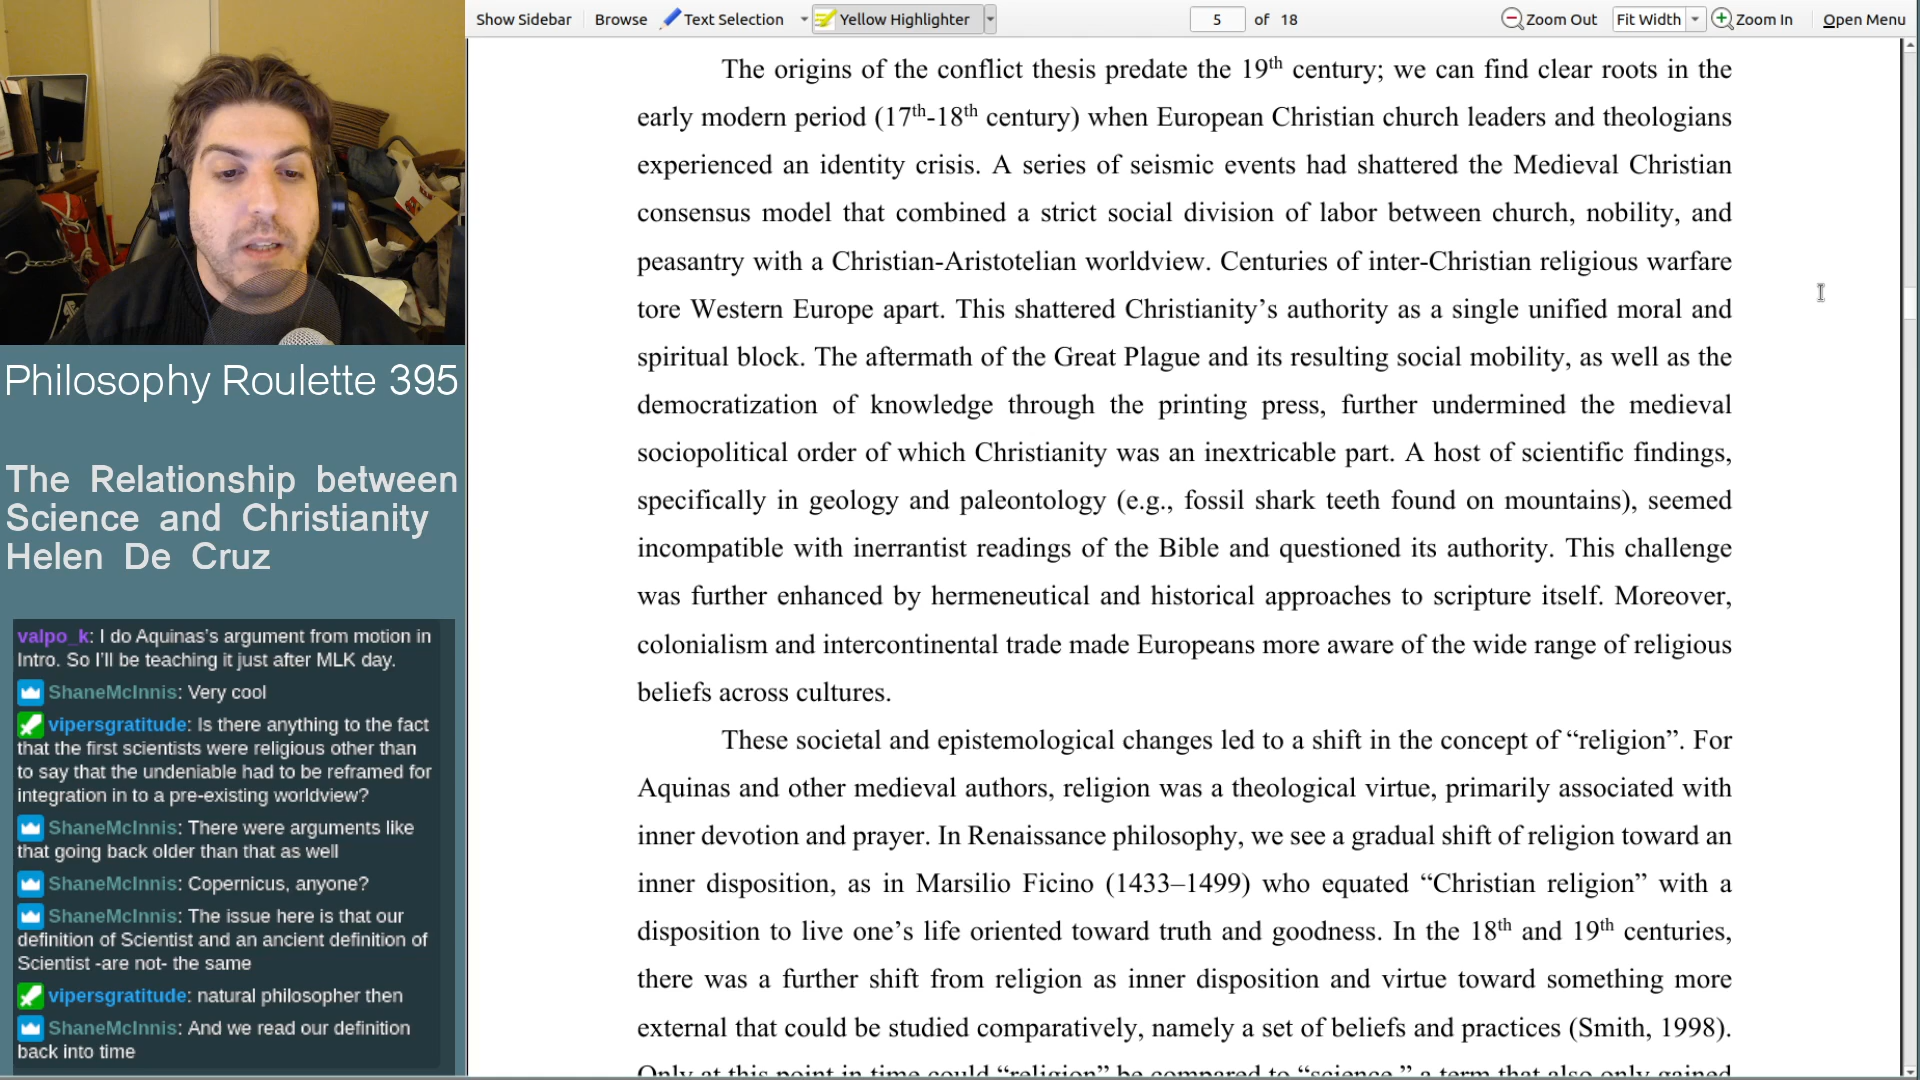 Show Sidebar Browse Text Selection Yellow Highlighter 5 of 18 Zoom Out Fit Width Zoom In Open Menu
The origins of the conflict thesis predate the 19th century; we can find clear roots in the
early modern period (17th-18th century) when European Christian church leaders and theologians
experienced an identity crisis. A series of seismic events had shattered the Medieval Christian
consensus model that combined a strict social division of labor between church, nobility, and
peasantry with a Christian-Aristotelian worldview. Centuries of inter-Christian religious warfare
tore Western Europe apart. This shattered Christianity’s authority as a single unified moral and
spiritual block. The aftermath of the Great Plague and its resulting social mobility, as well as the
democratization of knowledge through the printing press, further undermined the medieval
sociopolitical order of which Christianity was an inextricable part. A host of scientific findings,
specifically in geology and paleontology (e.g., fossil shark teeth found on mountains), seemed
incompatible with inerrantist readings of the Bible and questioned its authority. This challenge
was further enhanced by hermeneutical and historical approaches to scripture itself. Moreover,
colonialism and intercontinental trade made Europeans more aware of the wide range of religious
beliefs across cultures.
These societal and epistemological changes led to a shift in the concept of “religion”. For
Aquinas and other medieval authors, religion was a theological virtue, primarily associated with
inner devotion and prayer. In Renaissance philosophy, we see a gradual shift of religion toward an
inner disposition, as in Marsilio Ficino (1433–1499) who equated “Christian religion” with a
disposition to live one’s life oriented toward truth and goodness. In the 18th and 19th centuries,
there was a further shift from religion as inner disposition and virtue toward something more
external that could be studied comparatively, namely a set of beliefs and practices (Smith, 1998).
Only at this point in time could “religion” be compared to “science,” a term that also only gained
Philosophy Roulette 395
The Relationship between
Science and Christianity
Helen De Cruz
valpo_k: I do Aquinas's argument from motion in
Intro. So I'll be teaching it just after MLK day.
ShaneMcInnis: Very cool
vipersgratitude: Is there anything to the fact
that the first scientists were religious other than
to say that the undeniable had to be reframed for
integration in to a pre-existing worldview?
ShaneMcInnis: There were arguments like
that going back older than that as well
ShaneMcInnis: Copernicus, anyone?
ShaneMcInnis: The issue here is that our
definition of Scientist and an ancient definition of
Scientist -are not- the same
vipersgratitude: natural philosopher then
ShaneMcInnis: And we read our definition
back into time